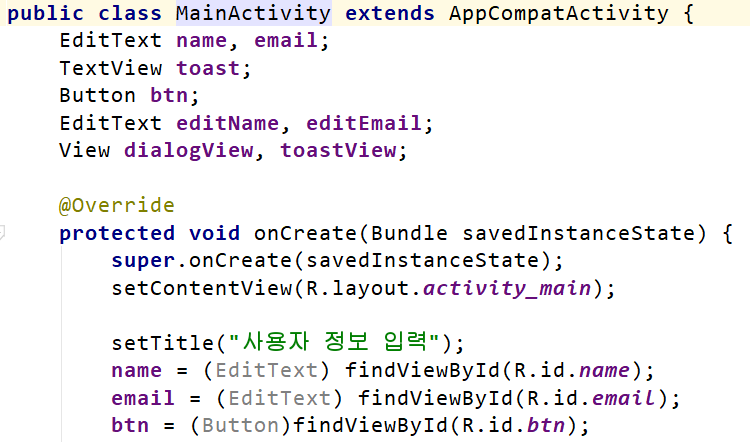 public class MainActivity extends AppCompatActivity {
EditText name, email;
TextView toast;
Button btn;
EditText editName, editEmail;
View dialogView, toastView;
@Override
protected void onCreate(Bundle savedInstanceState) {
super.onCreate(savedInstanceState);
setContentView(R.layout.activity_main);
setTitle("사용자 정보 입력");
name = (EditText) findViewById(R.id.name);
email = (EditText) findViewById(R.id.email);
btn = (Button)findViewById(R.id.btn);